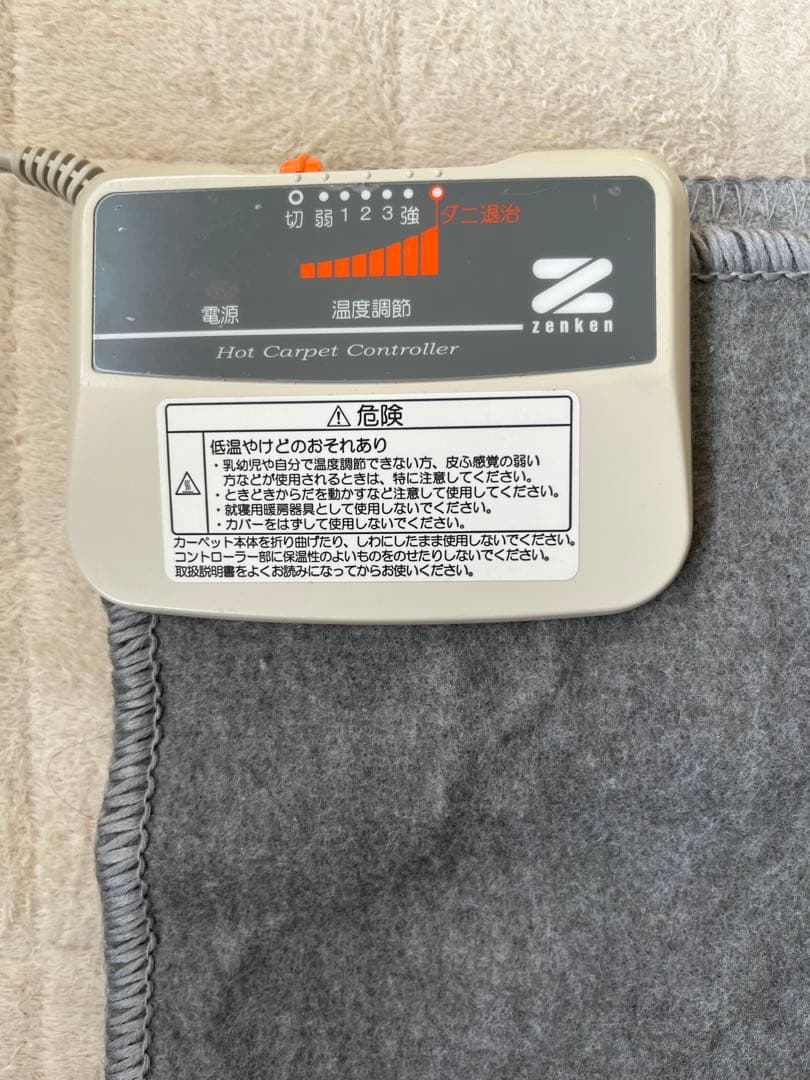 切 弱 1 2 3 強 ダニ退治
電源 温度調節
zenken
Hot Carpet Controller
⚠ 危険
低温やけどのおそれあり
・乳幼児や自分で温度調節できない方、皮ふ感覚の弱い
方などが使用されるときは、特に注意してください。
・ときどきからだを動かすなど注意して使用してください。
・就寝用暖房器具として使用しないでください。
・カバーをはずして使用しないでください。
カーペット本体を折り曲げたり、しわにしたまま使用しないでください。
コントローラー部に保温性のよいものをのせたりしないでください。
取扱説明書をよくお読みになってからお使いください。